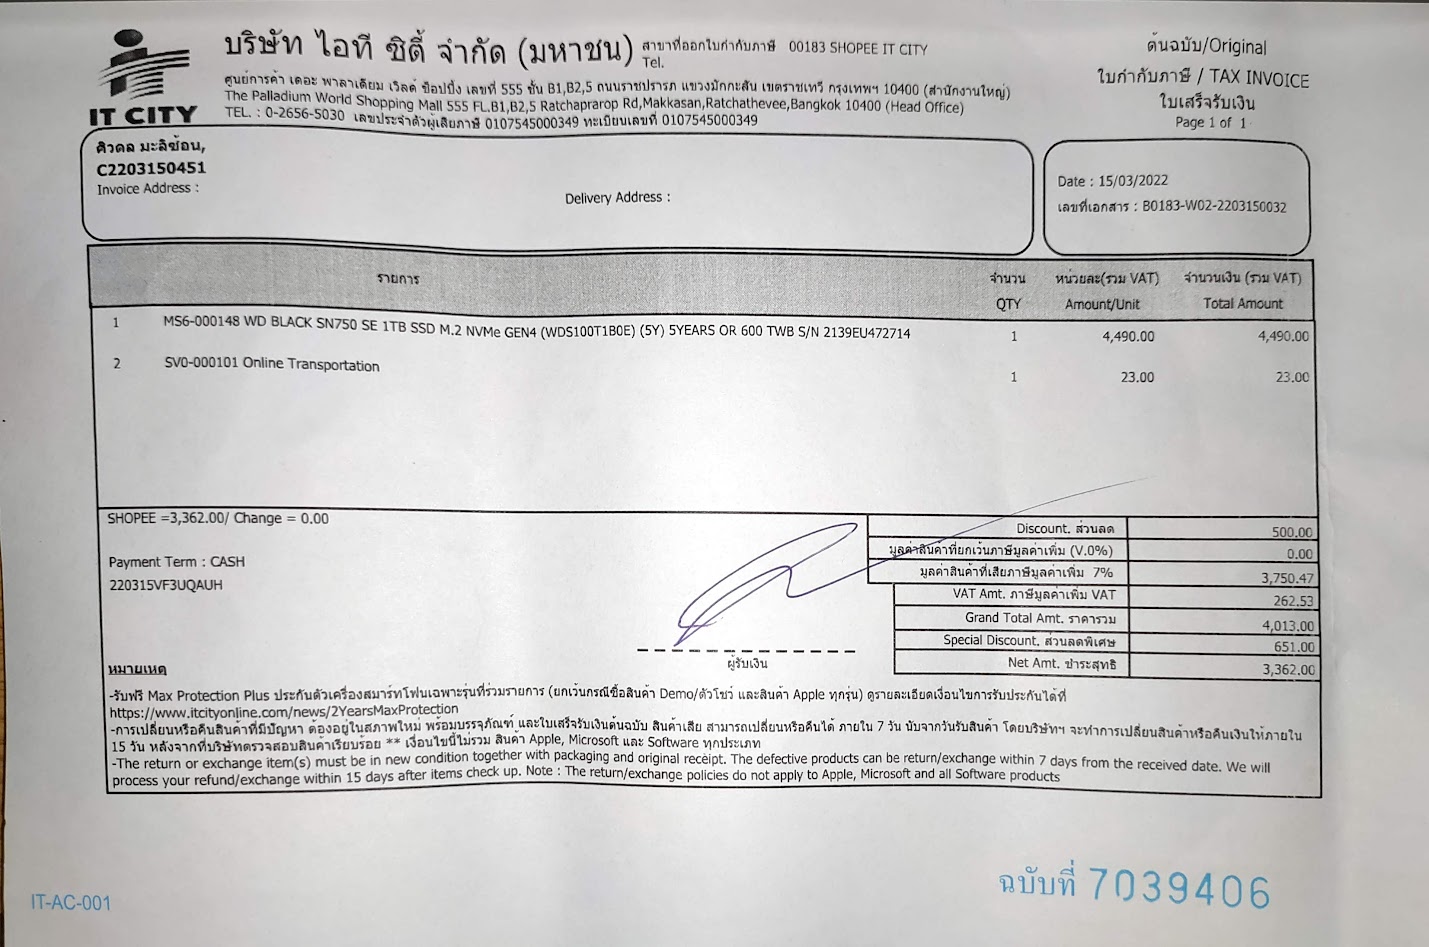 IT CITY
บริษัท ไอที ซิตี้ จำกัด (มหาชน) สาขาที่ออกใบกำกับภาษี 00183 SHOPEE IT CITY
Tel.
ศูนย์การค้า เดอะ พาลาเดียม เวิลด์ ช้อปปิ้ง เลขที่ 555 ชั้น B1,B2,5 ถนนราชปรารภ แขวงมักกะสัน เขตราชเทวี กรุงเทพฯ 10400 (สำนักงานใหญ่)
The Palladium World Shopping Mall 555 FL.B1,B2,5 Ratchaprarop Rd,Makkasan,Ratchathevee,Bangkok 10400 (Head Office)
TEL. : 0-2656-5030 เลขประจำตัวผู้เสียภาษี 0107545000349 ทะเบียนเลขที่ 0107545000349
ต้นฉบับ/Original
ใบกำกับภาษี / TAX INVOICE
ใบเสร็จรับเงิน
Page 1 of 1
ศิวดล มะลิซ้อน,
C2203150451
Invoice Address :
Delivery Address :
Date : 15/03/2022
เลขที่เอกสาร : B0183-W02-2203150032
รายการ จำนวน หน่วยละ(รวม VAT) จำนวนเงิน (รวม VAT)
QTY Amount/Unit Total Amount
1 MS6-000148 WD BLACK SN750 SE 1TB SSD M.2 NVMe GEN4 (WDS100T1B0E) (5Y) 5YEARS OR 600 TWB S/N 2139EU472714 1 4,490.00 4,490.00
2 SV0-000101 Online Transportation 1 23.00 23.00
SHOPEE =3,362.00/ Change = 0.00
Payment Term : CASH
220315VF3UQAUH
ผู้รับเงิน
Discount. ส่วนลด 500.00
มูลค่าสินค้าที่ยกเว้นภาษีมูลค่าเพิ่ม (V.0%) 0.00
มูลค่าสินค้าที่เสียภาษีมูลค่าเพิ่ม 7% 3,750.47
VAT Amt. ภาษีมูลค่าเพิ่ม VAT 262.53
Grand Total Amt. ราคารวม 4,013.00
Special Discount. ส่วนลดพิเศษ 651.00
Net Amt. ชำระสุทธิ 3,362.00
หมายเหตุ
-รับฟรี Max Protection Plus ประกันตัวเครื่องสมาร์ทโฟนเฉพาะรุ่นที่ร่วมรายการ (ยกเว้นกรณีซื้อสินค้า Demo/ตัวโชว์ และสินค้า Apple ทุกรุ่น) ดูรายละเอียดเงื่อนไขการรับประกันได้ที่
https://www.itcityonline.com/news/2YearsMaxProtection
-การเปลี่ยนหรือคืนสินค้าที่มีปัญหา ต้องอยู่ในสภาพใหม่ พร้อมบรรจุภัณฑ์ และใบเสร็จรับเงินต้นฉบับ สินค้าเสีย สามารถเปลี่ยนหรือคืนได้ ภายใน 7 วัน นับจากวันรับสินค้า โดยบริษัทฯ จะทำการเปลี่ยนสินค้าหรือคืนเงินให้ภายใน
15 วัน หลังจากที่บริษัทตรวจสอบสินค้าเรียบร้อย ** เงื่อนไขนี้ไม่รวม สินค้า Apple, Microsoft และ Software ทุกประเภท
-The return or exchange item(s) must be in new condition together with packaging and original receipt. The defective products can be return/exchange within 7 days from the received date. We will
process your refund/exchange within 15 days after items check up. Note : The return/exchange policies do not apply to Apple, Microsoft and all Software products
IT-AC-001
ฉบับที่ 7039406